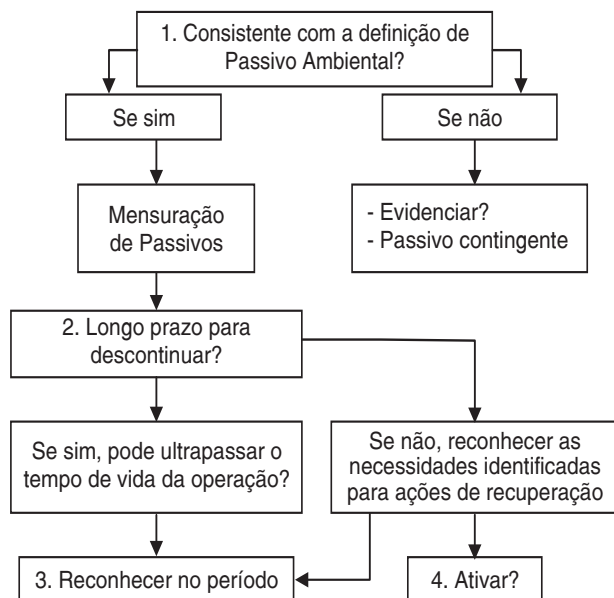 1. Consistente com a definição de
Passivo Ambiental?
Se sim
Se não
Mensuração
de Passivos
- Evidenciar?
- Passivo contingente
2. Longo prazo para
descontinuar?
Se sim, pode ultrapassar o
tempo de vida da operação?
Se não, reconhecer as
necessidades identificadas
para ações de recuperação
3. Reconhecer no período
4. Ativar?